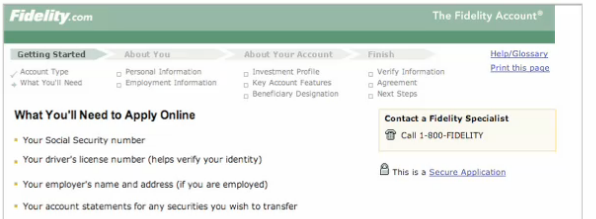 Fidelity.com
The Fidelity Account®
Getting Started
About You
About Your Account
Finish
Help/Glossary
Print this page
Account Type
What You'll Need
Personal Information
Employment Information
Investment Profile
Key Account Features
Beneficiary Designation
Verify Information
Agreement
Next Steps
What You'll Need to Apply Online
Your Social Security number
Your driver's license number (helps verify your identity)
Your employer's name and address (if you are employed)
Your account statements for any securities you wish to transfer
Contact a Fidelity Specialist
Call 1-800-FIDELITY
This is a Secure Application